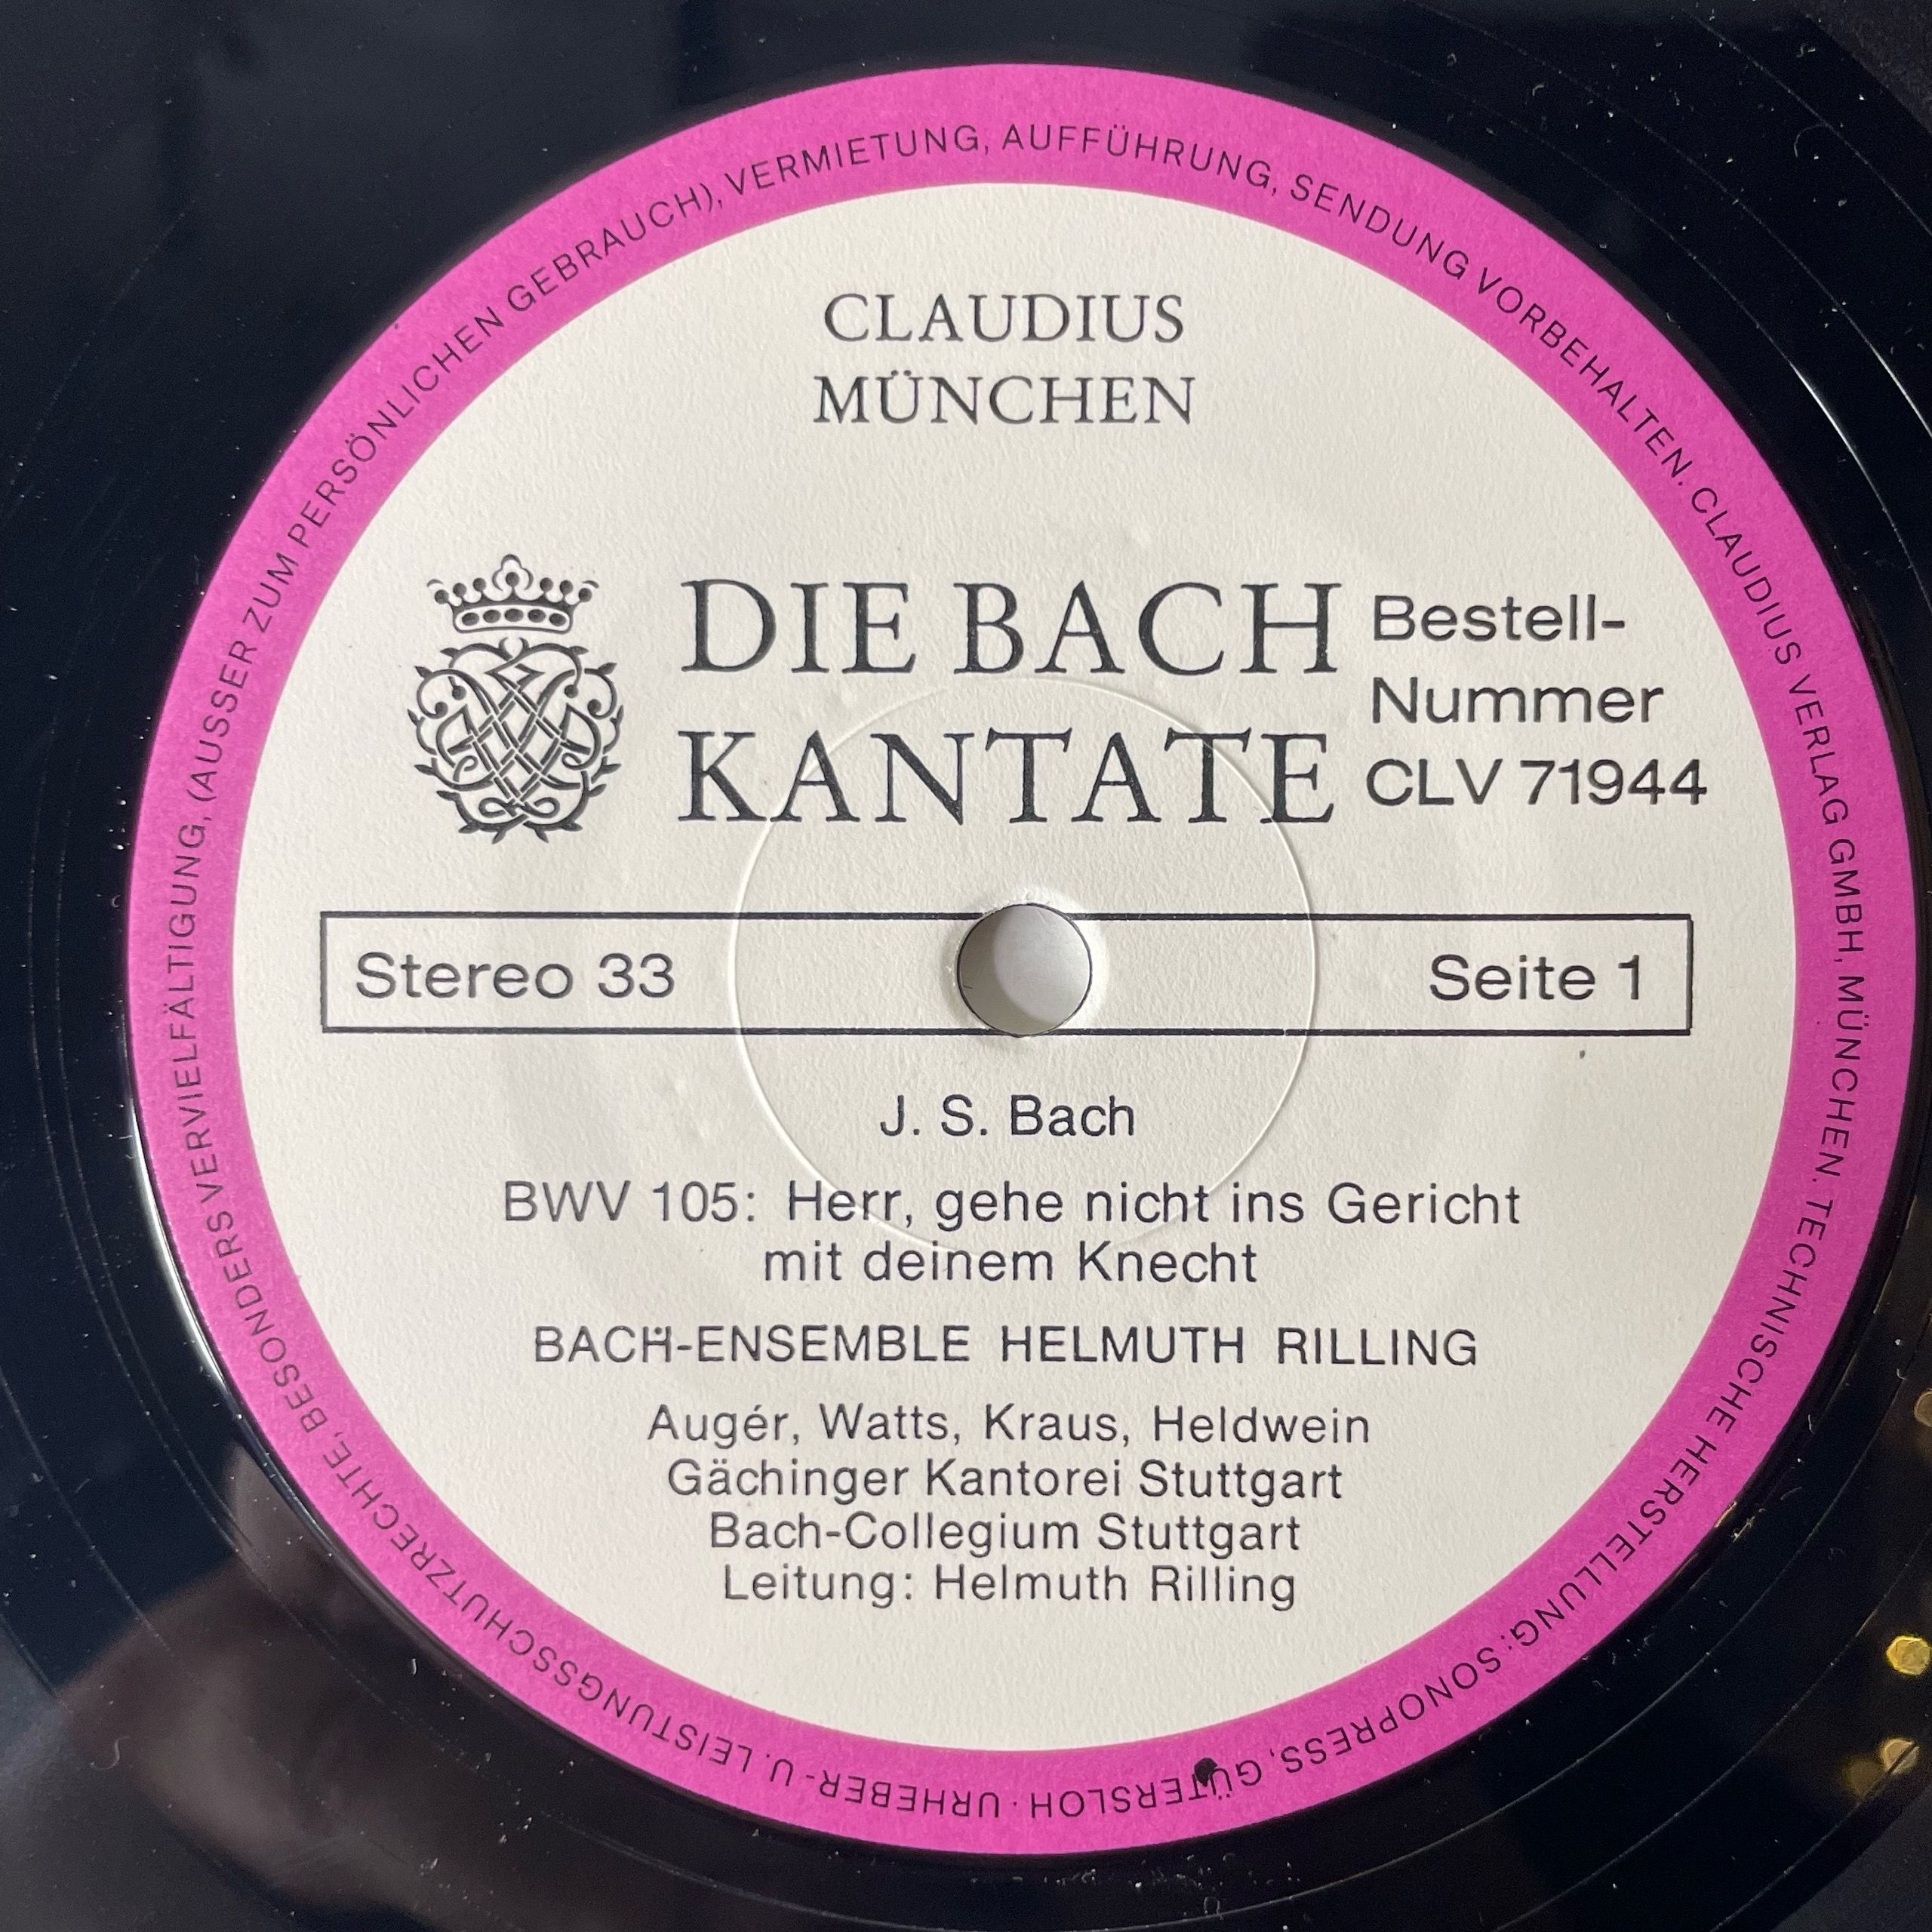 CLAUDIUS
MÜNCHEN
DIE BACH
KANTATE
Bestell-
Nummer
CLV 71944
Stereo 33
Seite 1
J. S. Bach
BWV 105: Herr, gehe nicht ins Gericht
mit deinem Knecht
BACH-ENSEMBLE HELMUTH RILLING
Augér, Watts, Kraus, Heldwein
Gächinger Kantorei Stuttgart
Bach-Collegium Stuttgart
Leitung: Helmuth Rilling
URHEBER- U. LEISTUNGSSCHUTZRECHTE, BESONDERS VERVIELFÄLTIGUNG, (AUSSER ZUM PERSÖNLICHEN GEBRAUCH), VERMIETUNG, AUFFÜHRUNG, SENDUNG VORBEHALTEN. CLAUDIUS VERLAG GMBH, MÜNCHEN. TECHNISCHE HERSTELLUNG: SONOPRESS, GÜTERSLOH ·